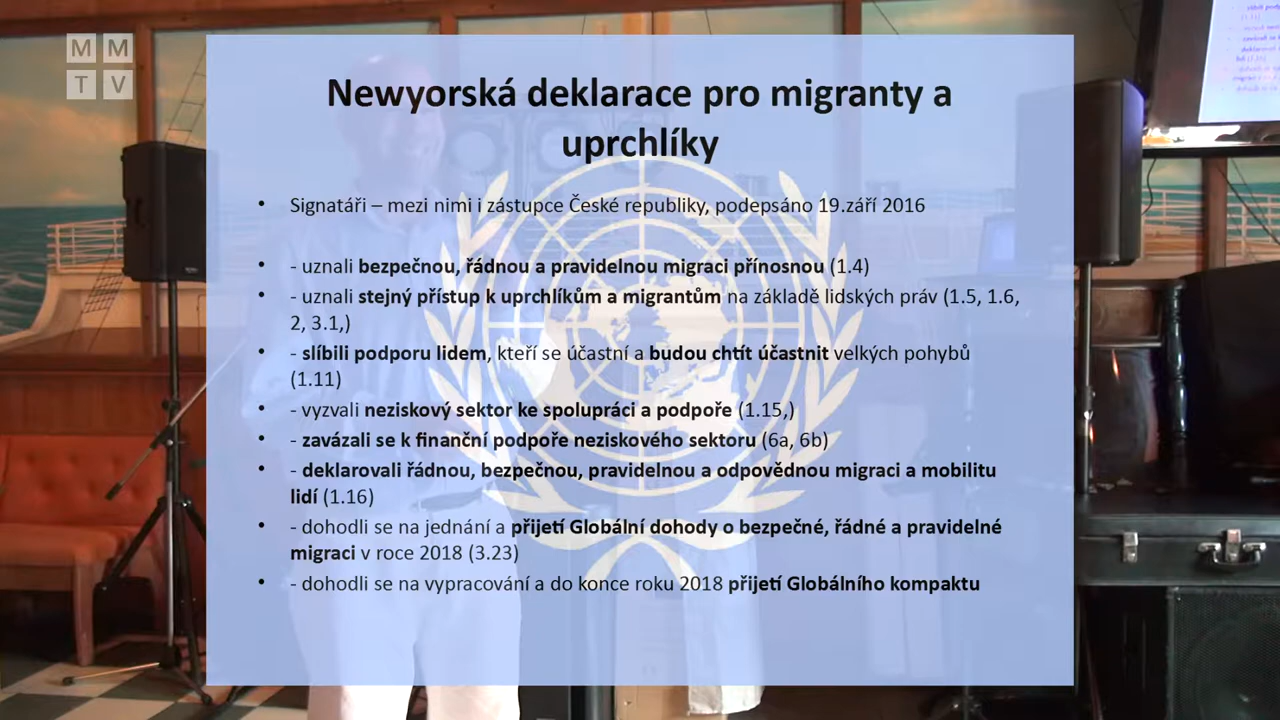 MM
TV
Newyorská deklarace pro migranty a
uprchlíky
• Signatáři – mezi nimi i zástupce České republiky, podepsáno 19.září 2016
• - uznali bezpečnou, řádnou a pravidelnou migraci přínosnou (1.4)
• - uznali stejný přístup k uprchlíkům a migrantům na základě lidských práv (1.5, 1.6,
2, 3.1,)
• - slíbili podporu lidem, kteří se účastní a budou chtít účastnit velkých pohybů
(1.11)
• - vyzvali neziskový sektor ke spolupráci a podpoře (1.15,)
• - zavázali se k finanční podpoře neziskového sektoru (6a, 6b)
• - deklarovali řádnou, bezpečnou, pravidelnou a odpovědnou migraci a mobilitu
lidí (1.16)
• - dohodli se na jednání a přijetí Globální dohody o bezpečné, řádné a pravidelné
migraci v roce 2018 (3.23)
• - dohodli se na vypracování a do konce roku 2018 přijetí Globálního kompaktu